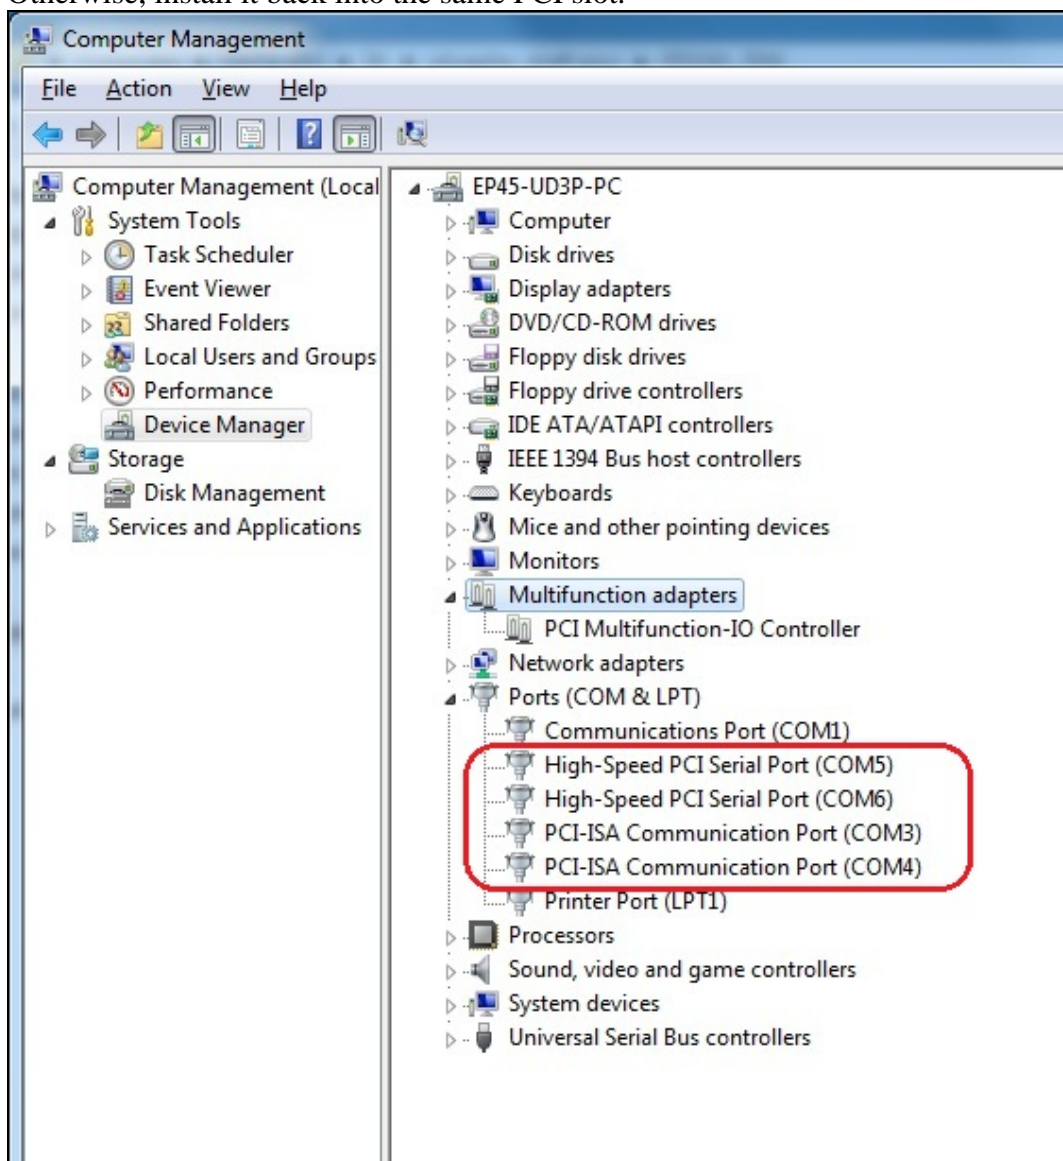 Otherwise, install it back into the same PCI slot.
Computer Management
File Action View Help
Computer Management (Local
System Tools
Task Scheduler
Event Viewer
Shared Folders
Local Users and Groups
Performance
Device Manager
Storage
Disk Management
Services and Applications
EP45-UD3P-PC
Computer
Disk drives
Display adapters
DVD/CD-ROM drives
Floppy disk drives
Floppy drive controllers
IDE ATA/ATAPI controllers
IEEE 1394 Bus host controllers
Keyboards
Mice and other pointing devices
Monitors
Multifunction adapters
PCI Multifunction-IO Controller
Network adapters
Ports (COM & LPT)
Communications Port (COM1)
High-Speed PCI Serial Port (COM5)
High-Speed PCI Serial Port (COM6)
PCI-ISA Communication Port (COM3)
PCI-ISA Communication Port (COM4)
Printer Port (LPT1)
Processors
Sound, video and game controllers
System devices
Universal Serial Bus controllers